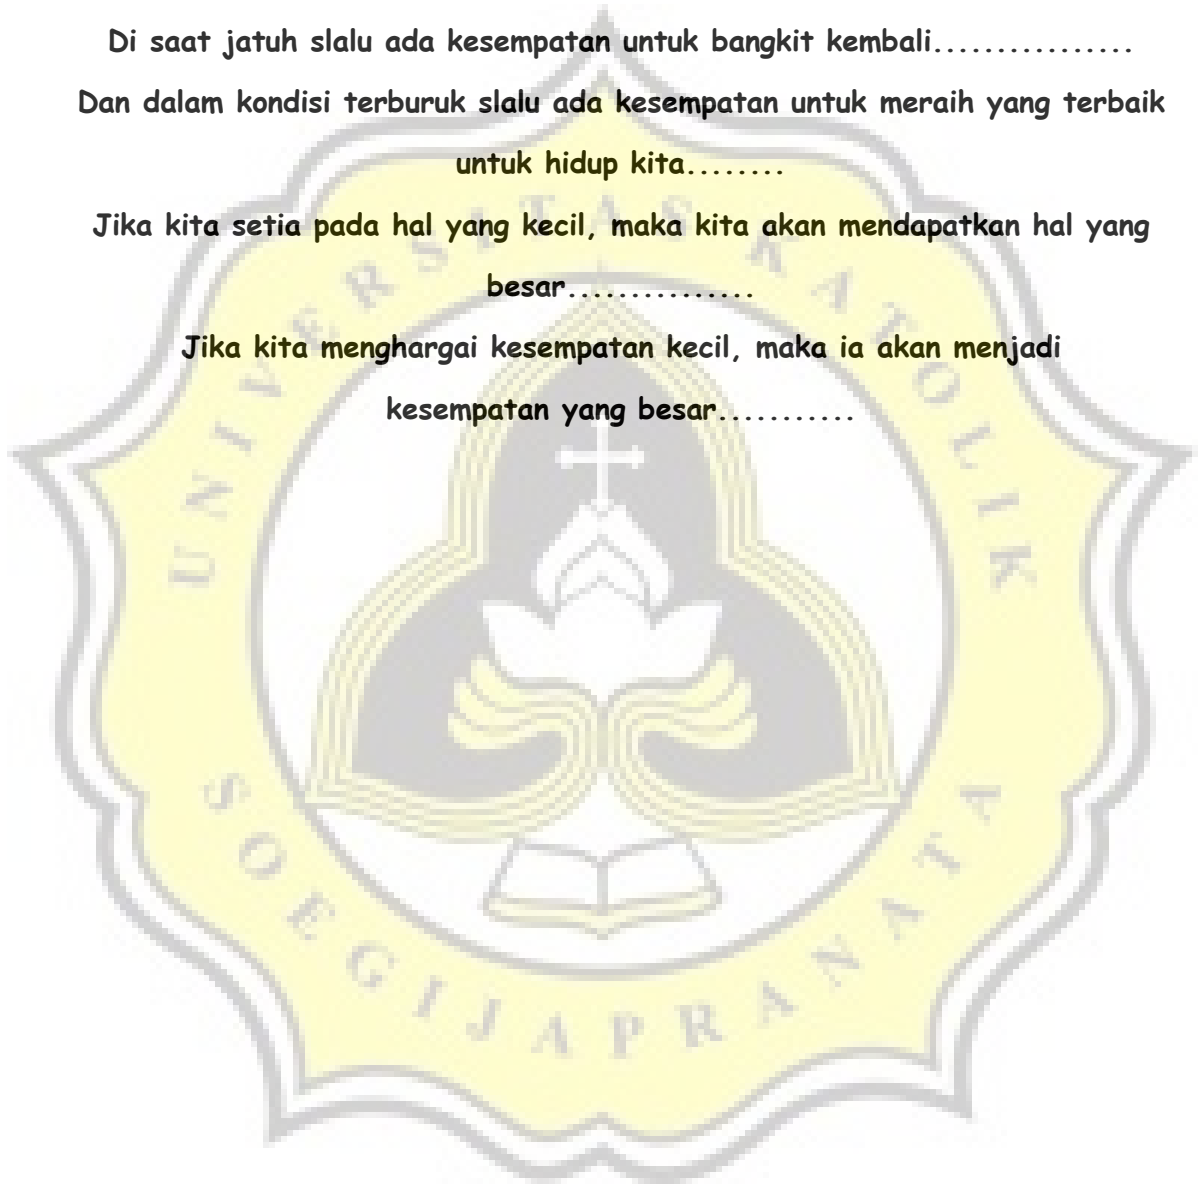 Di saat jatuh slalu ada kesempatan untuk bangkit kembali................
Dan dalam kondisi terburuk slalu ada kesempatan untuk meraih yang terbaik
untuk hidup kita........
Jika kita setia pada hal yang kecil, maka kita akan mendapatkan hal yang
besar...............
Jika kita menghargai kesempatan kecil, maka ia akan menjadi
kesempatan yang besar...........
UNIVERSITAS KATOLIK
SOEGIJAPRANATA